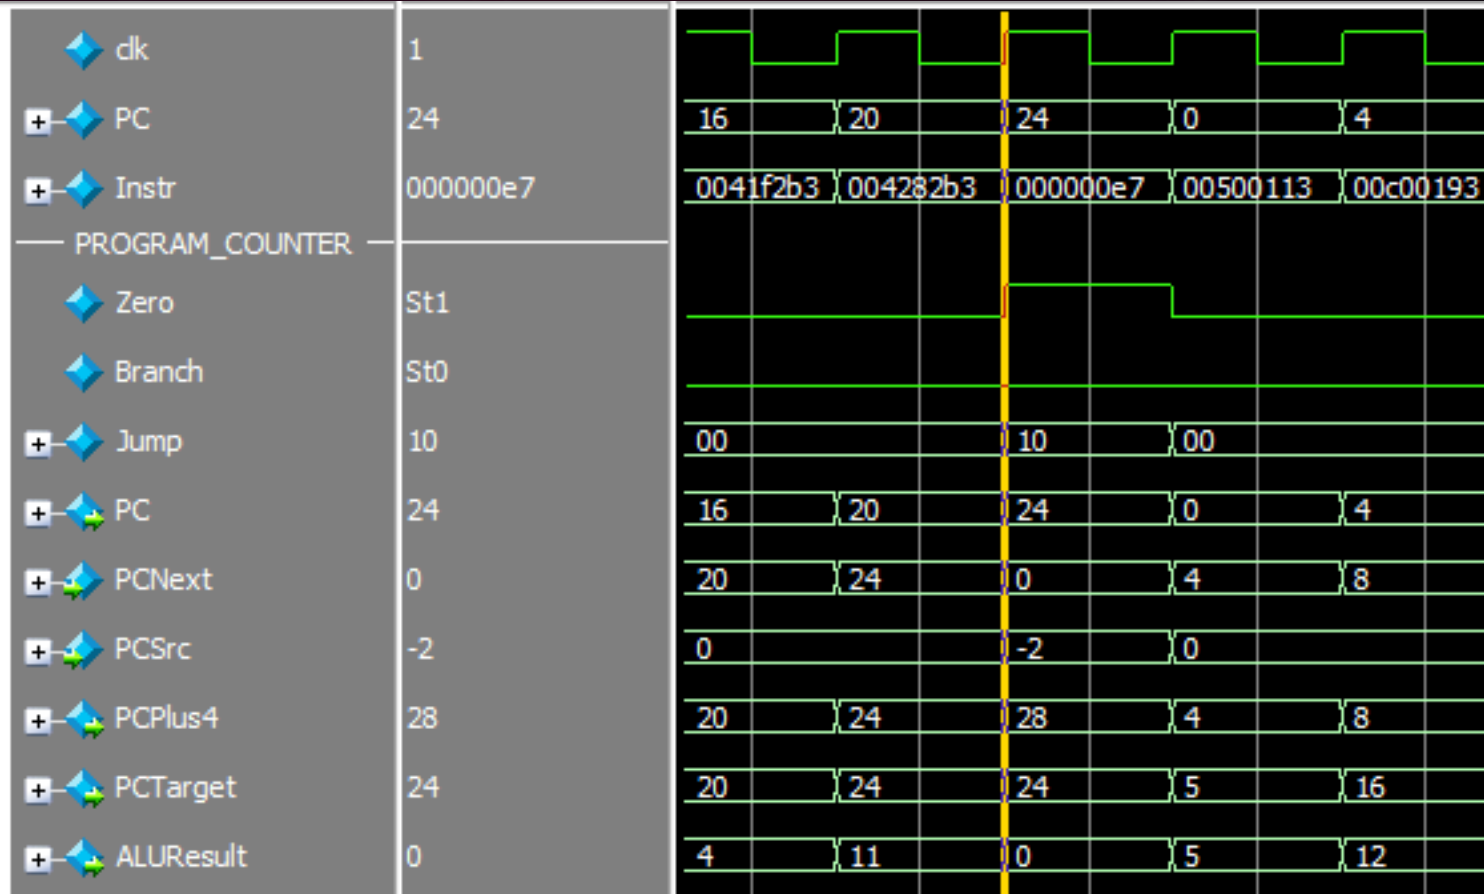 clk 1
PC 24 16 20 24 0 4
Instr 000000e7 0041f2b3 004282b3 000000e7 00500113 00c00193
PROGRAM_COUNTER
Zero St1
Branch St0
Jump 10 00 10 00
PC 24 16 20 24 0 4
PCNext 0 20 24 0 4 8
PCSrc -2 0 -2 0
PCPlus4 28 20 24 28 4 8
PCTarget 24 20 24 24 5 16
ALUResult 0 4 11 0 5 12